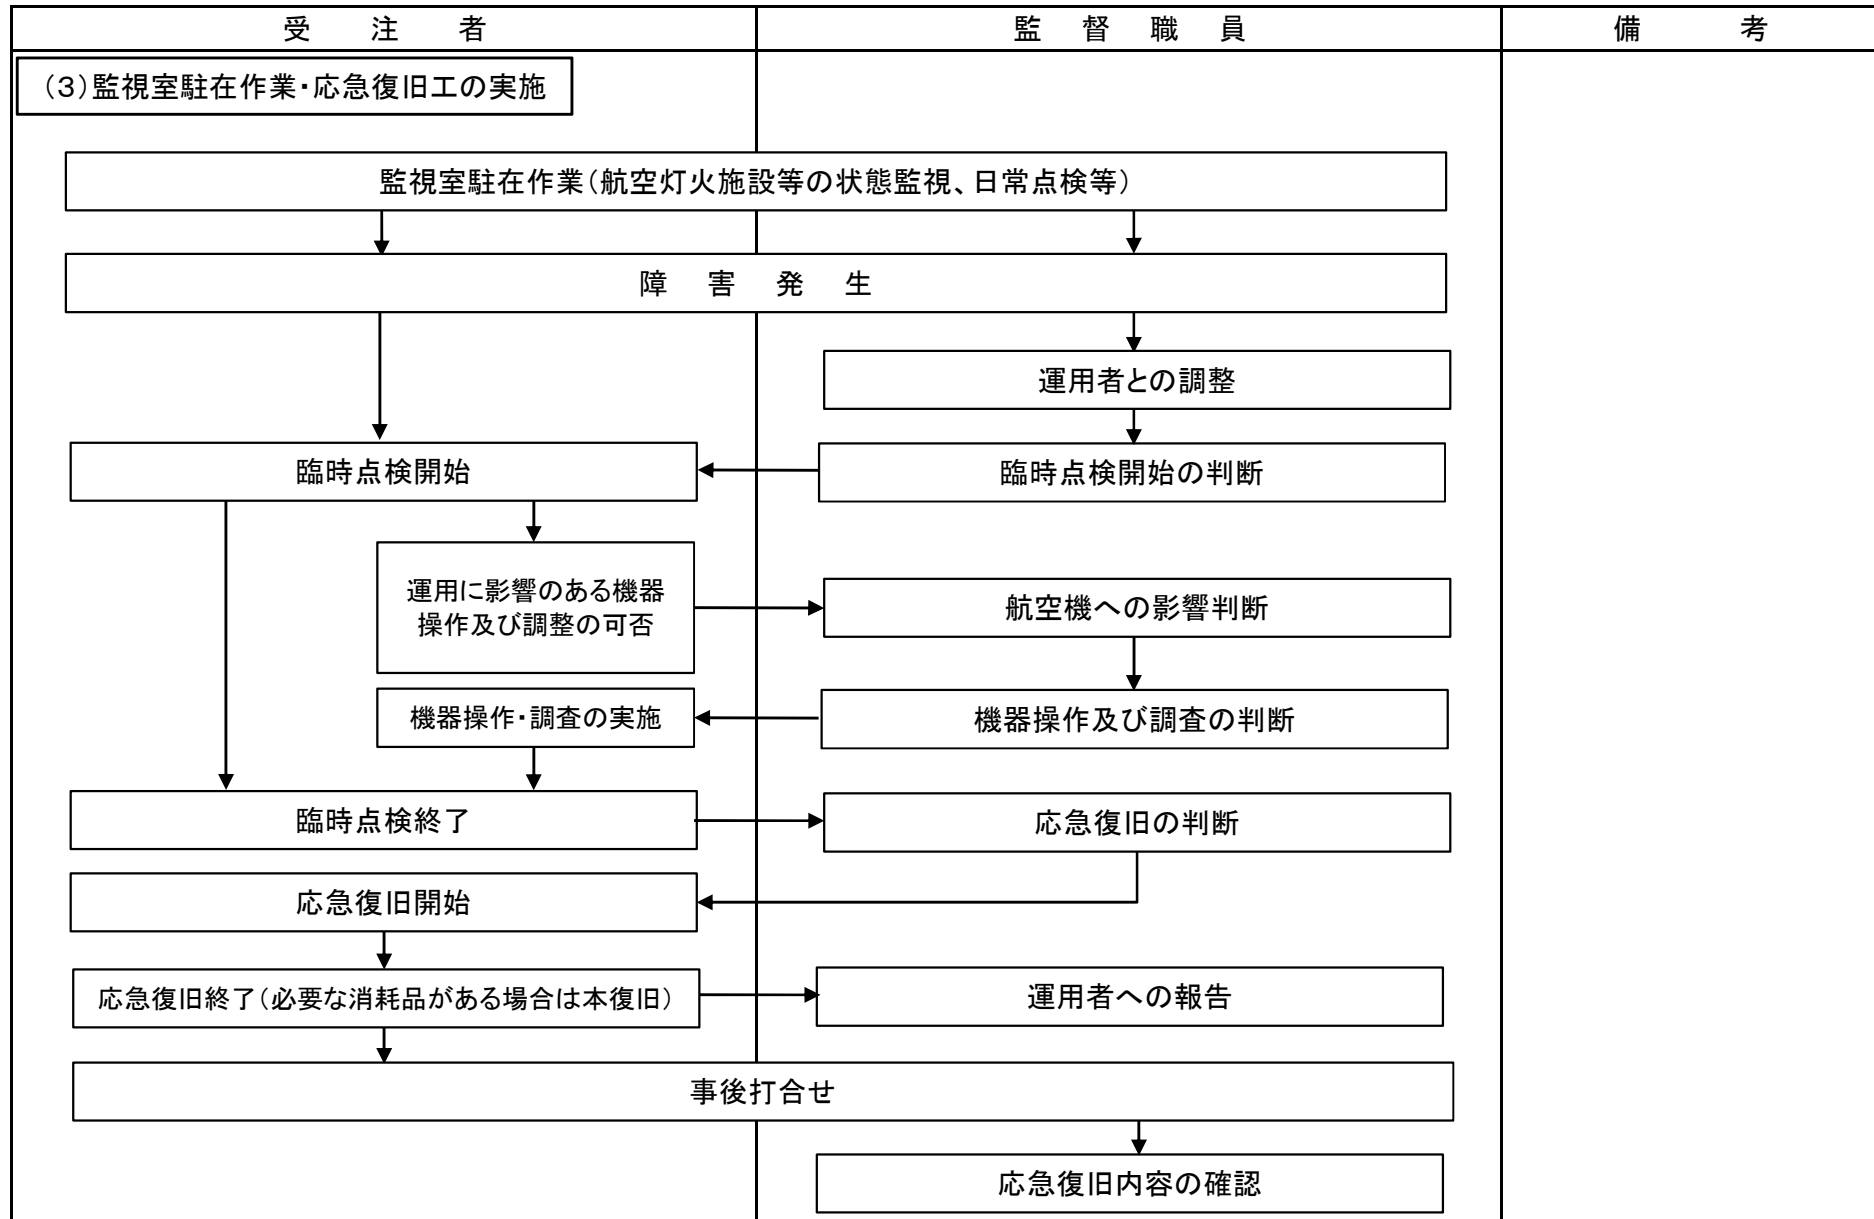 受　注　者
監　督　職　員
備　　考
（3）監視室駐在作業・応急復旧工の実施
監視室駐在作業（航空灯火施設等の状態監視、日常点検等）
障　害　発　生
運用者との調整
臨時点検開始
臨時点検開始の判断
運用に影響のある機器
操作及び調整の可否
航空機への影響判断
機器操作・調査の実施
機器操作及び調査の判断
臨時点検終了
応急復旧の判断
応急復旧開始
応急復旧終了（必要な消耗品がある場合は本復旧）
運用者への報告
事後打合せ
応急復旧内容の確認